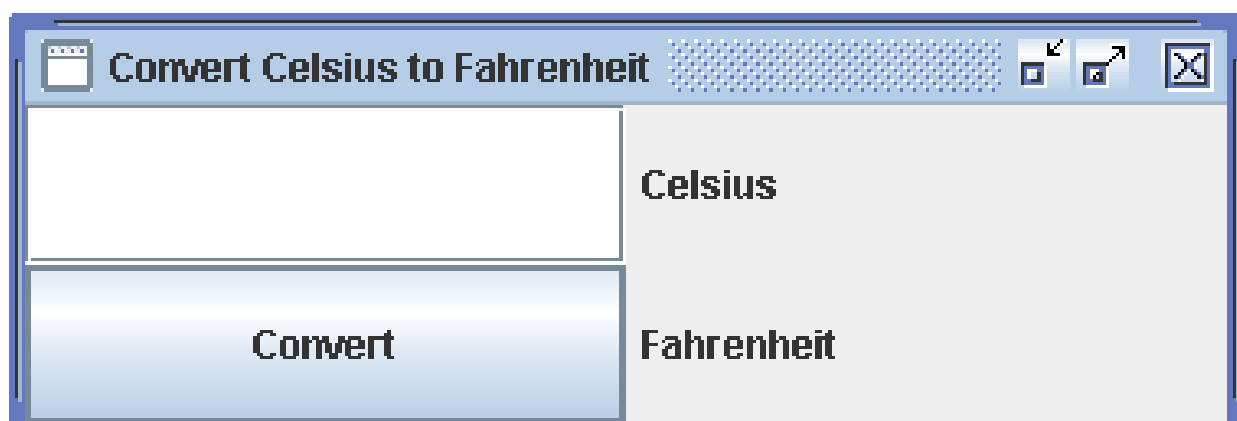 Convert Celsius to Fahrenheit
Celsius
Convert
Fahrenheit